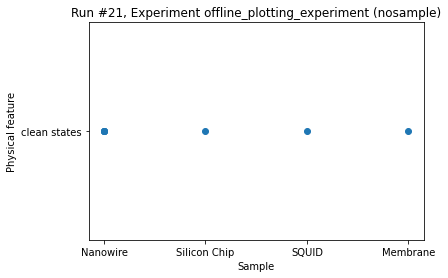 Run #21, Experiment offline_plotting_experiment (nosample)
Physical feature
clean states
Nanowire
Silicon Chip
SQUID
Membrane
Sample